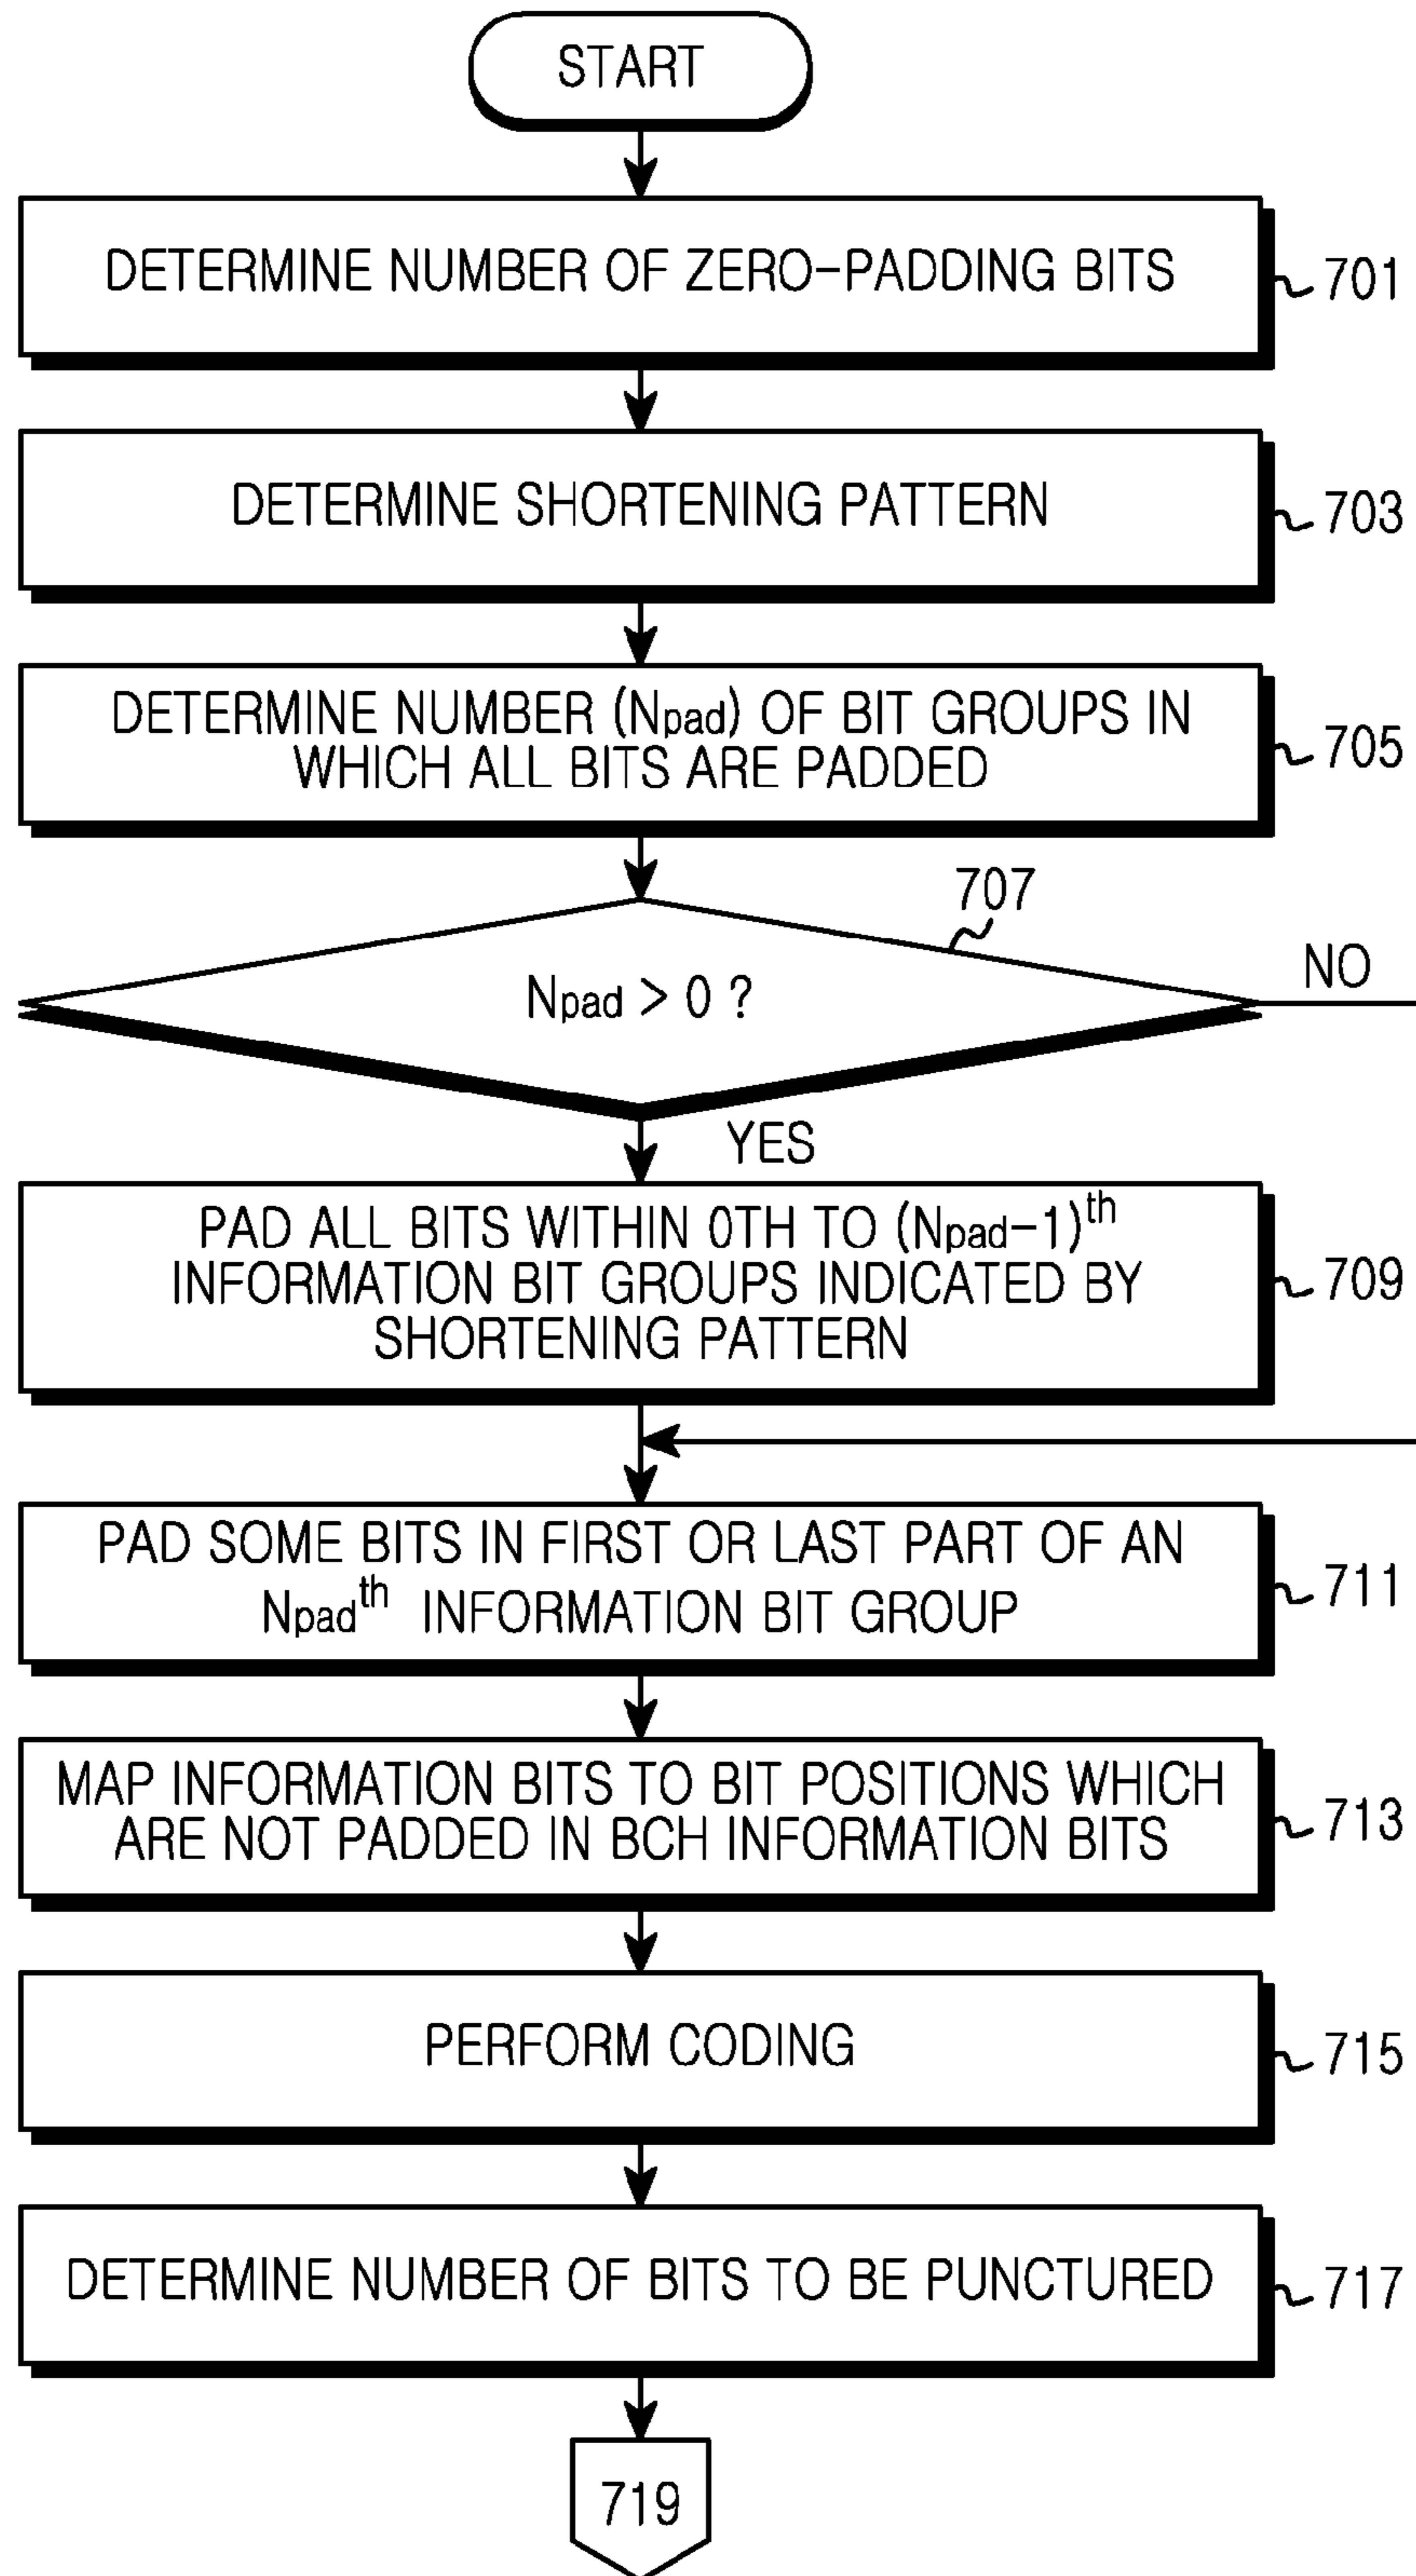 START
DETERMINE NUMBER OF ZERO-PADDING BITS
701
DETERMINE SHORTENING PATTERN
703
DETERMINE NUMBER (Npad) OF BIT GROUPS IN
WHICH ALL BITS ARE PADDED
705
707
Npad > 0 ?
NO
YES
PAD ALL BITS WITHIN 0TH TO (Npad-1)th
INFORMATION BIT GROUPS INDICATED BY
SHORTENING PATTERN
709
PAD SOME BITS IN FIRST OR LAST PART OF AN
Npadth INFORMATION BIT GROUP
711
MAP INFORMATION BITS TO BIT POSITIONS WHICH
ARE NOT PADDED IN BCH INFORMATION BITS
713
PERFORM CODING
715
DETERMINE NUMBER OF BITS TO BE PUNCTURED
717
719